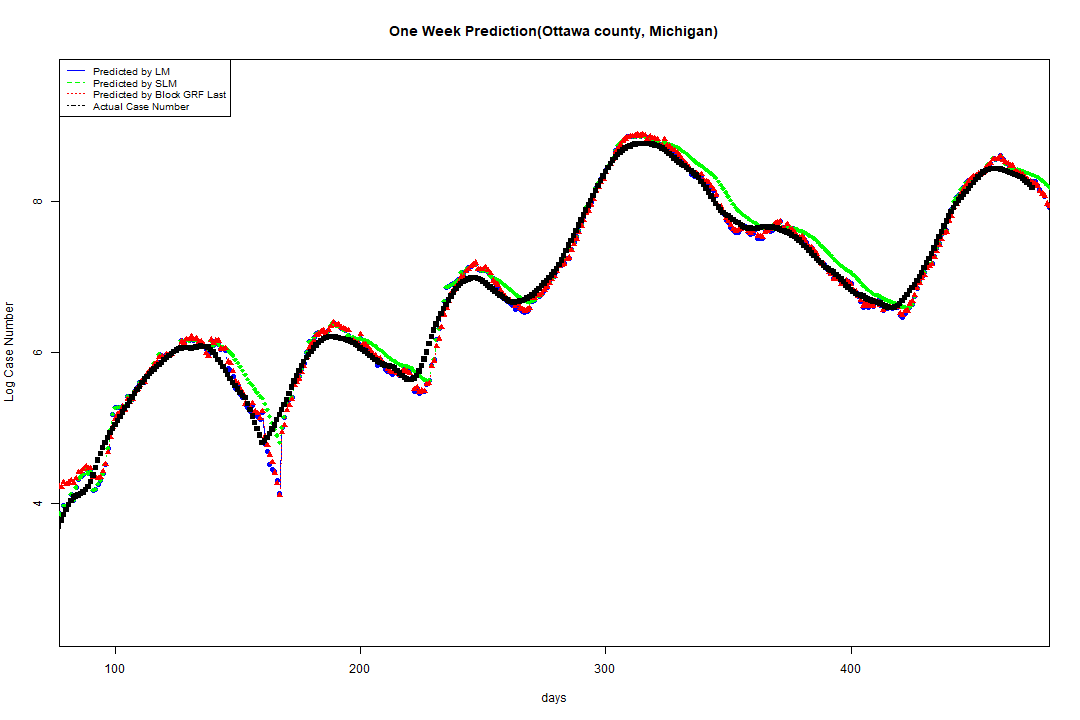 One Week Prediction(Ottawa county, Michigan)
Predicted by LM
Predicted by SLM
Predicted by Block GRF Last
Actual Case Number
8
6
4
Log Case Number
100 200 300 400
days